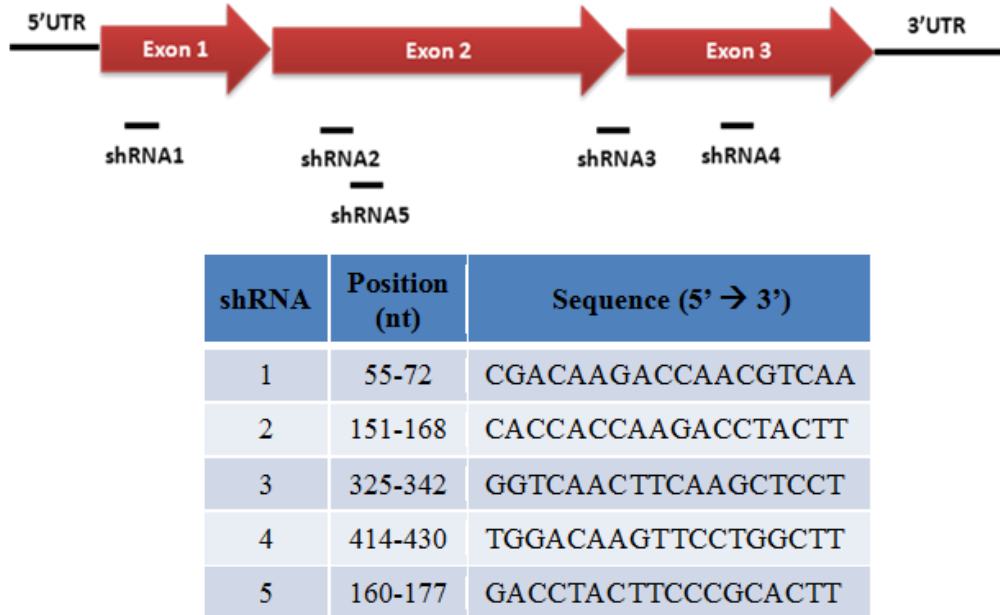 5'UTR
Exon 1
Exon 2
Exon 3
3'UTR
shRNA1
shRNA2
shRNA3
shRNA4
shRNA5
shRNA Position (nt) Sequence (5' → 3')
1 55-72 CGACAAGACCAACGTCAA
2 151-168 CACCACCAAGACCTACTT
3 325-342 GGTCAACTTCAAGCTCCT
4 414-430 TGGACAAGTTCCTGGCTT
5 160-177 GACCTACTTCCCGCACTT